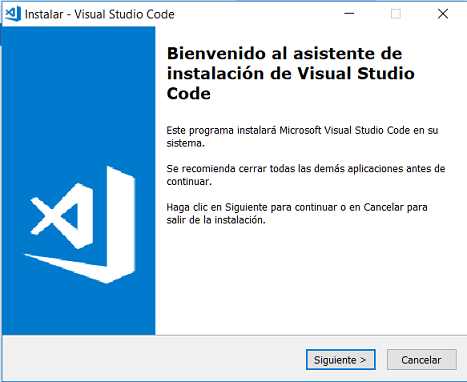 Instalar - Visual Studio Code
Bienvenido al asistente de
instalación de Visual Studio
Code
Este programa instalará Microsoft Visual Studio Code en su
sistema.
Se recomienda cerrar todas las demás aplicaciones antes de
continuar.
Haga clic en Siguiente para continuar o en Cancelar para
salir de la instalación.
Siguiente >
Cancelar